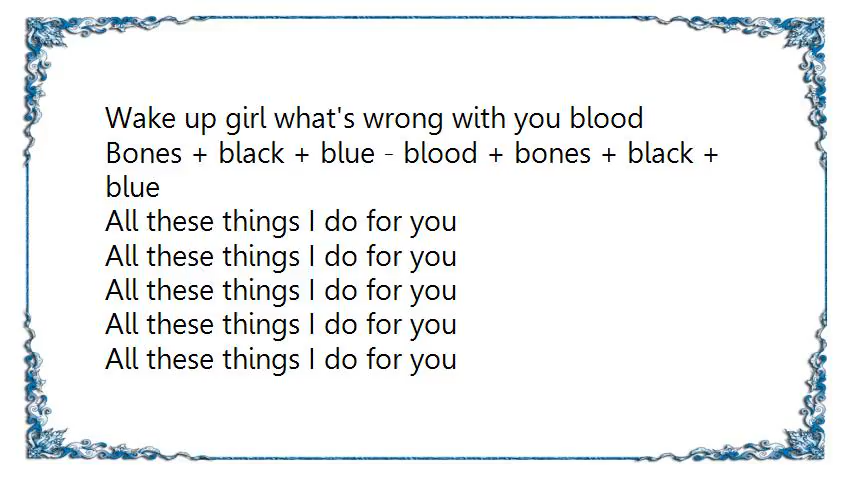 Wake up girl what's wrong with you blood
Bones + black + blue - blood + bones + black +
blue
All these things I do for you
All these things I do for you
All these things I do for you
All these things I do for you
All these things I do for you